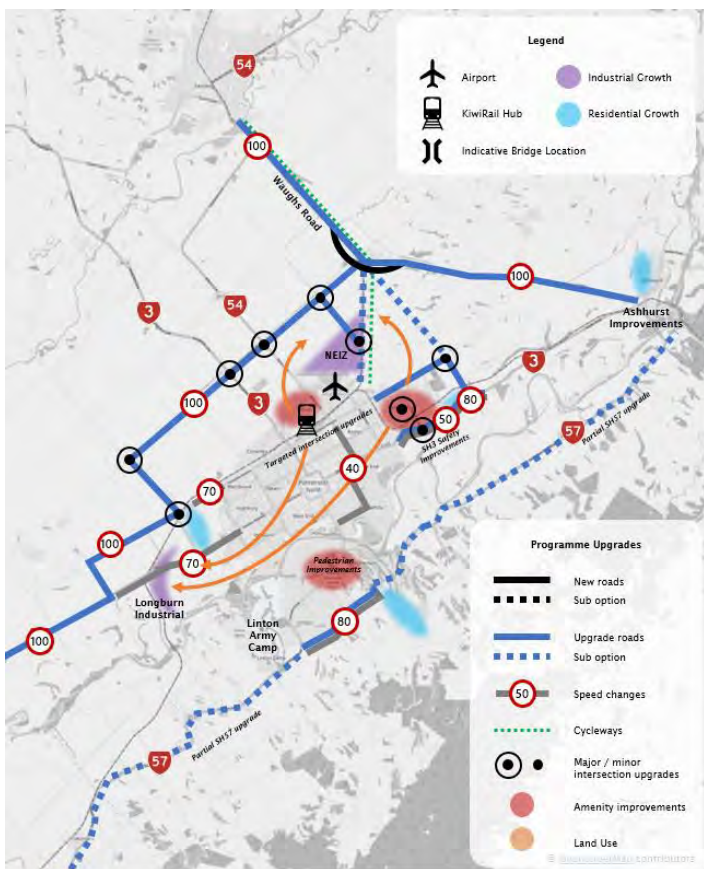 Legend
Airport
Industrial Growth
KiwiRail Hub
Residential Growth
Indicative Bridge Location
54
100
Waughs Road
100
Ashhurst
Improvements
3
54
3
3
NEIZ
100
80
50
SH3 Safety
Improvements
Targeted intersection upgrades
57
Partial SH57 upgrade
40
70
100
70
Longburn
Industrial
Pedestrian
Improvements
Linton
Army
Camp
80
100
Partial SH57 upgrade
57
Programme Upgrades
New roads
Sub option
Upgrade roads
Sub option
50
Speed changes
Cycleways
Major / minor
intersection upgrades
Amenity improvements
Land Use
© OpenStreetMap contributors